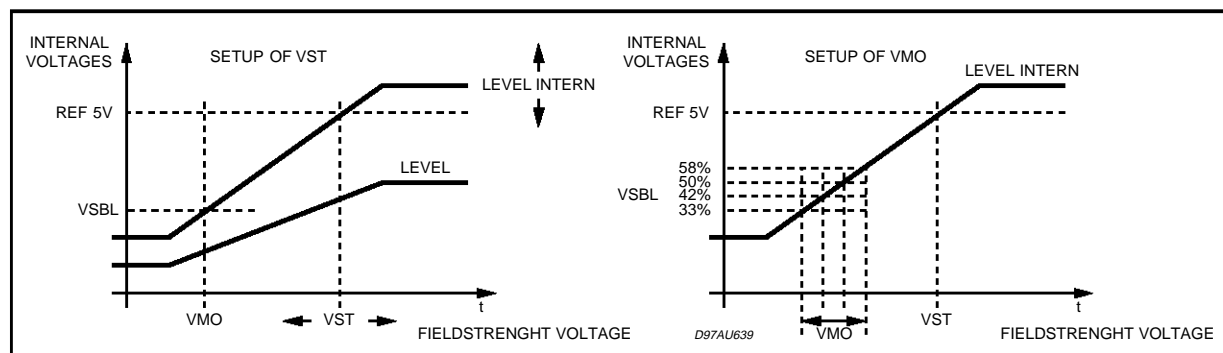 INTERNAL
VOLTAGES
SETUP OF VST
LEVEL INTERN
REF 5V
LEVEL
VSBL
t
VMO
VST
FIELDSTRENGHT VOLTAGE
INTERNAL
VOLTAGES
SETUP OF VMO
LEVEL INTERN
REF 5V
58%
50%
VSBL
42%
33%
t
D97AU639
VMO
VST
FIELDSTRENGHT VOLTAGE